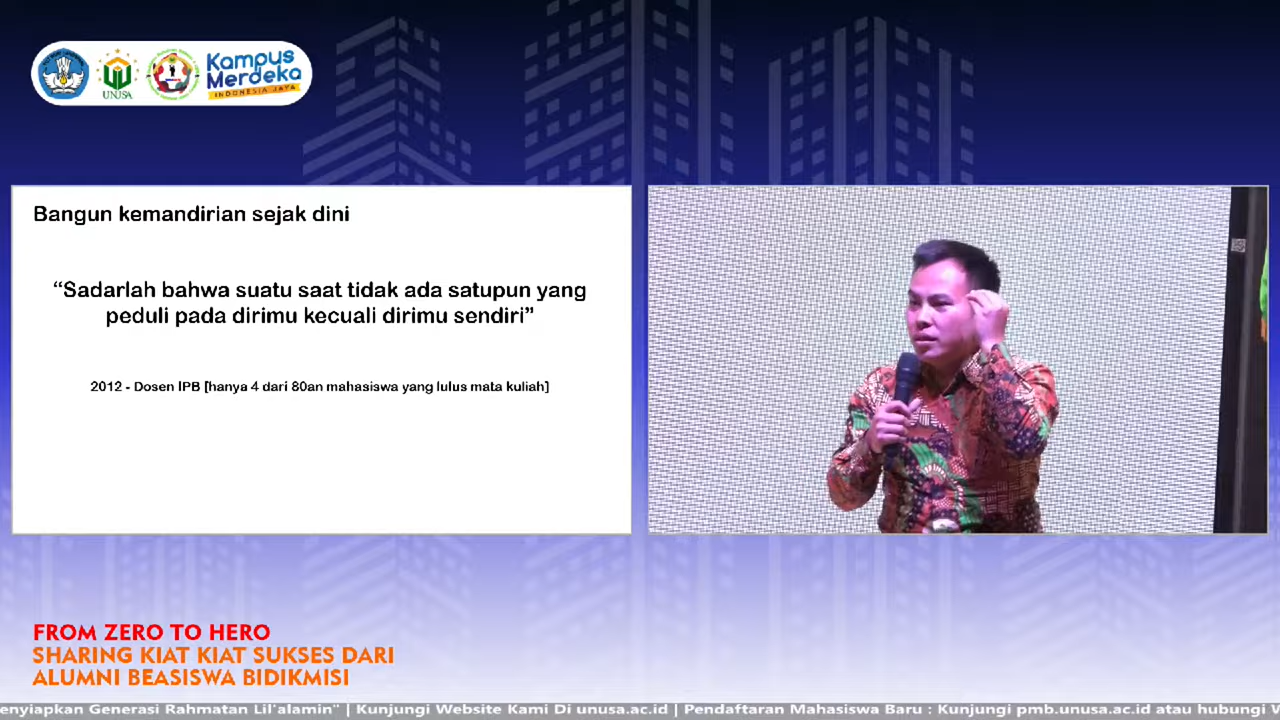 UNUSA
Kampus
Merdeka
INDONESIA JAYA
Bangun kemandirian sejak dini
“Sadarlah bahwa suatu saat tidak ada satupun yang
peduli pada dirimu kecuali dirimu sendiri”
2012 - Dosen IPB [hanya 4 dari 80an mahasiswa yang lulus mata kuliah]
FROM ZERO TO HERO
SHARING KIAT KIAT SUKSES DARI
ALUMNI BEASISWA BIDIKMISI
enyiapkan Generasi Rahmatan Lil'alamin" | Kunjungi Website Kami Di unusa.ac.id | Pendaftaran Mahasiswa Baru : Kunjungi pmb.unusa.ac.id atau hubungi